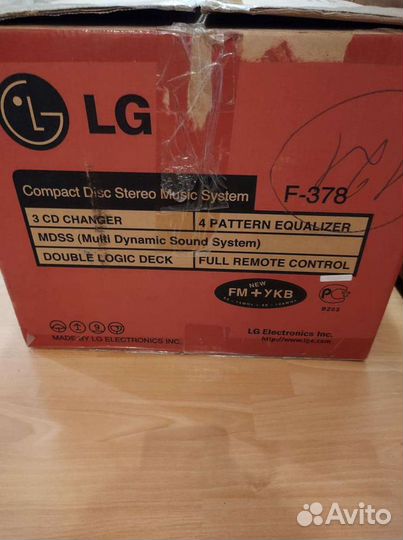 LG
Compact Disc Stereo Music System
F-378
3 CD CHANGER
4 PATTERN EQUALIZER
MDSS (Multi Dynamic Sound System)
DOUBLE LOGIC DECK
FULL REMOTE CONTROL
NEW
FM+УКВ
LG Electronics Inc.
http://www.lge.com
MADE BY LG ELECTRONICS INC.
Avito